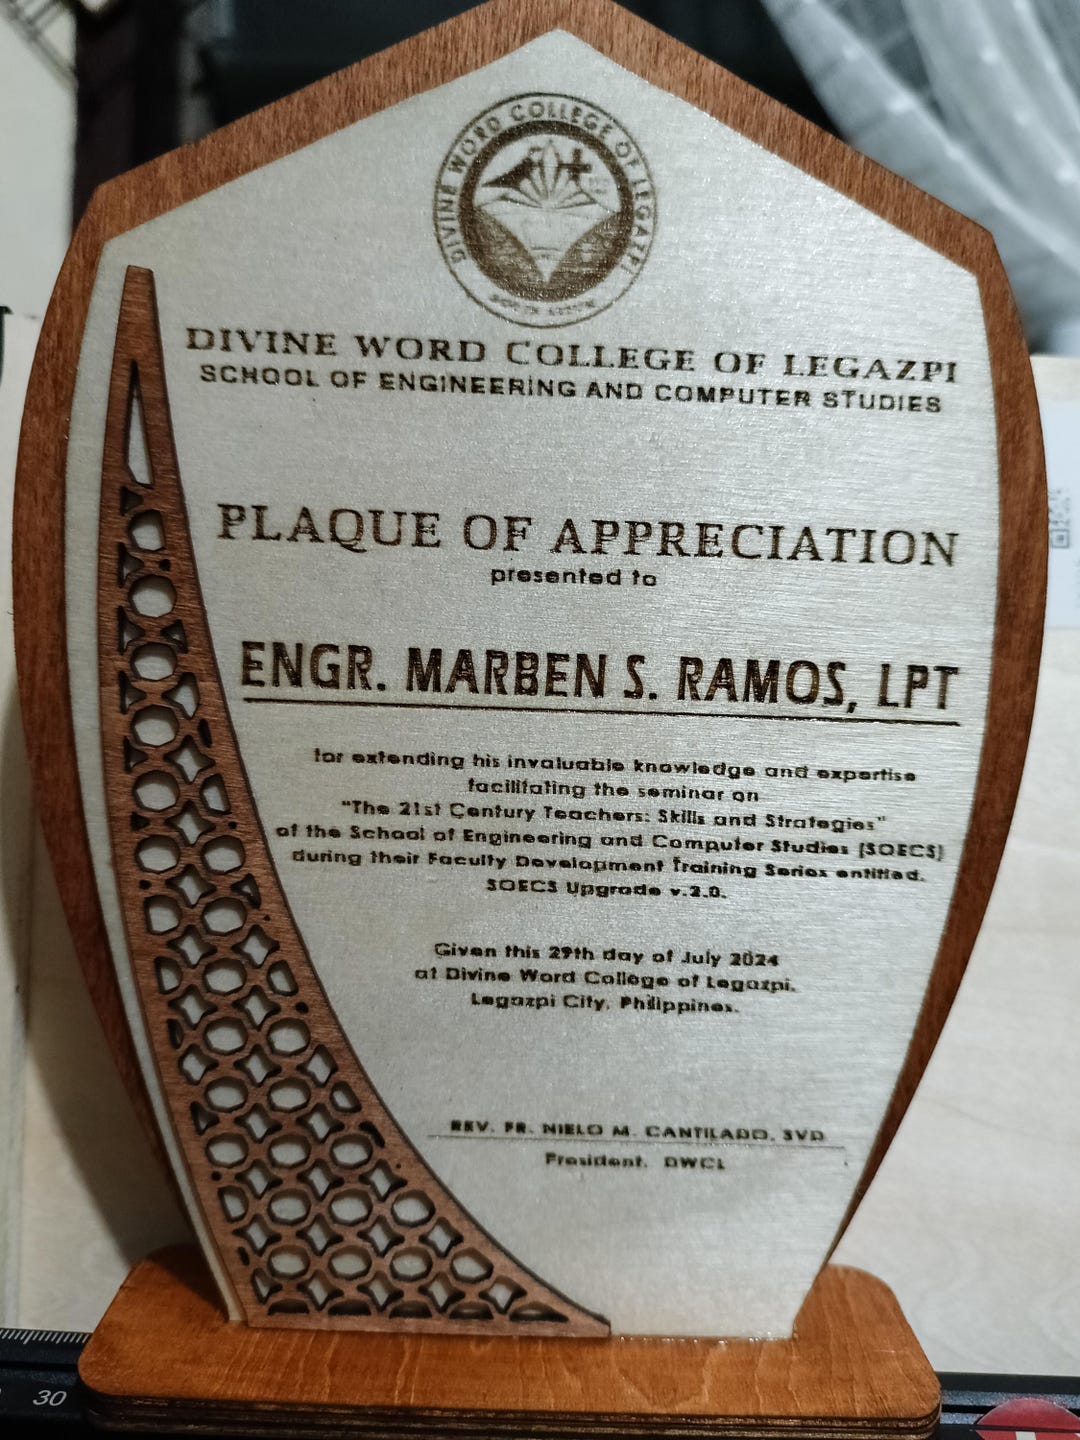 DIVINE WORD COLLEGE OF LEGAZPI
DIVINE WORD COLLEGE OF LEGAZPI
SCHOOL OF ENGINEERING AND COMPUTER STUDIES
PLAQUE OF APPRECIATION
presented to
ENGR. MARBEN S. RAMOS, LPT
for extending his invaluable knowledge and expertise
facilitating the seminar on
"The 21st Century Teachers: Skills and Strategies"
of the School of Engineering and Computer Studies (SOECS)
during their Faculty Development Training Series entitled.
SOECS Upgrade v.2.0.
Given this 29th day of July 2024
at Divine Word College of Legazpi,
Legazpi City, Philippines.
REV. FR. NIELO M. CANTILADO, SVD
President, DWCL
30